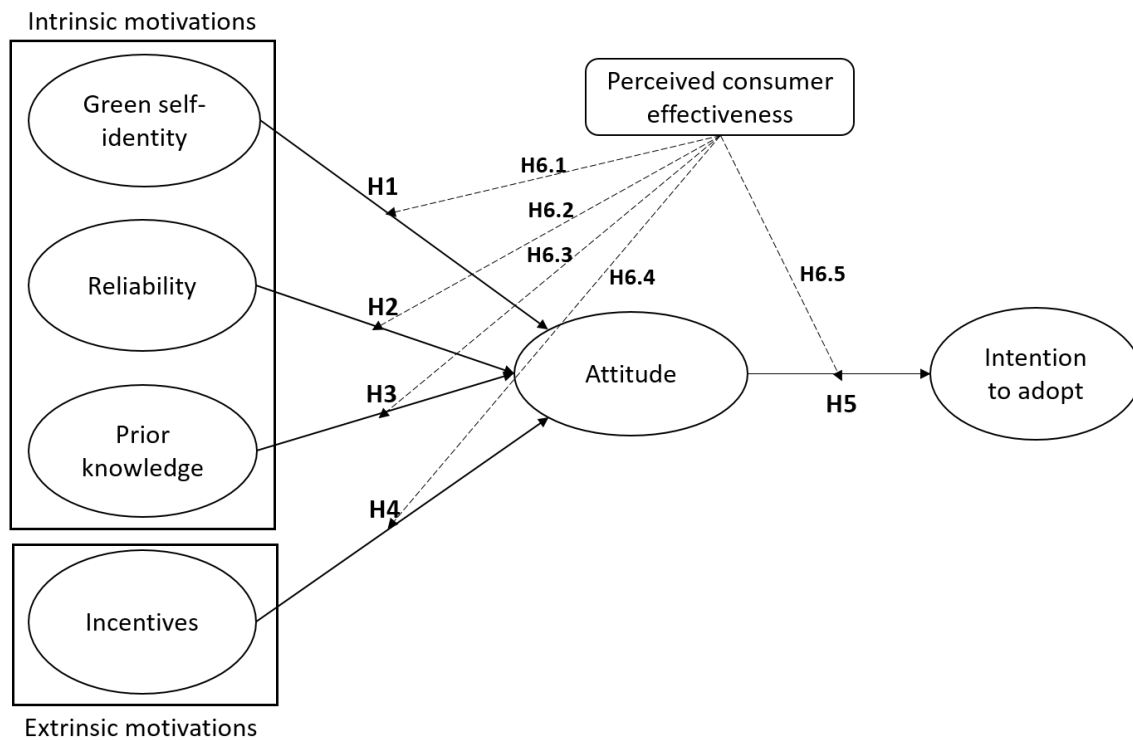 Intrinsic motivations
Green self-
identity
Perceived consumer
effectiveness
H1
H6.1
H6.2
H6.3
H6.4
H6.5
Reliability
H2
Attitude
Intention
to adopt
H3
H5
Prior
knowledge
H4
Incentives
Extrinsic motivations